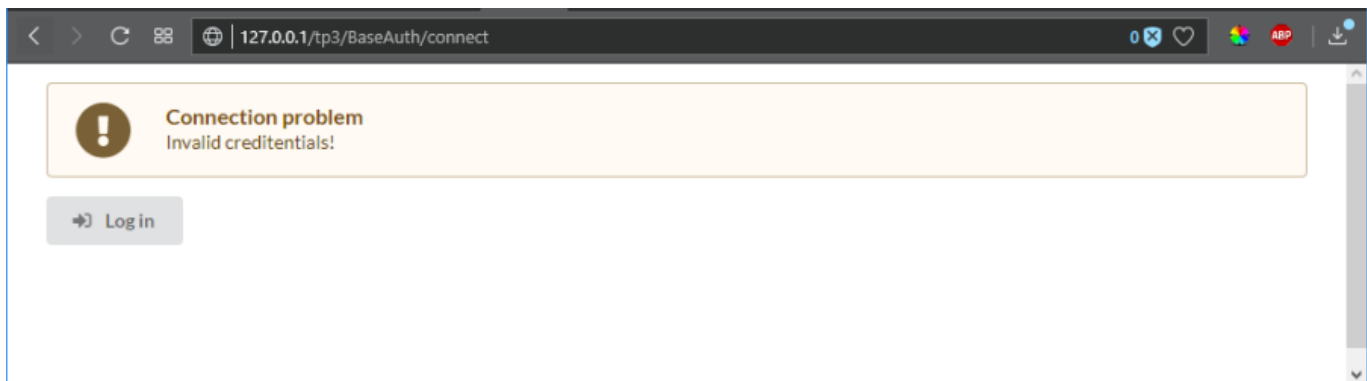 127.0.0.1/tp3/BaseAuth/connect
0
ABP
Connection problem
Invalid creditentials!
Log in